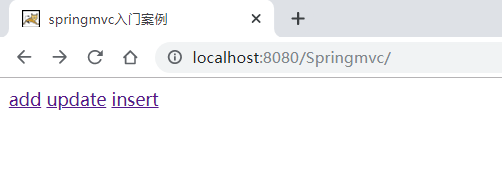 springmvc入门案例
localhost:8080/Springmvc/
add update insert